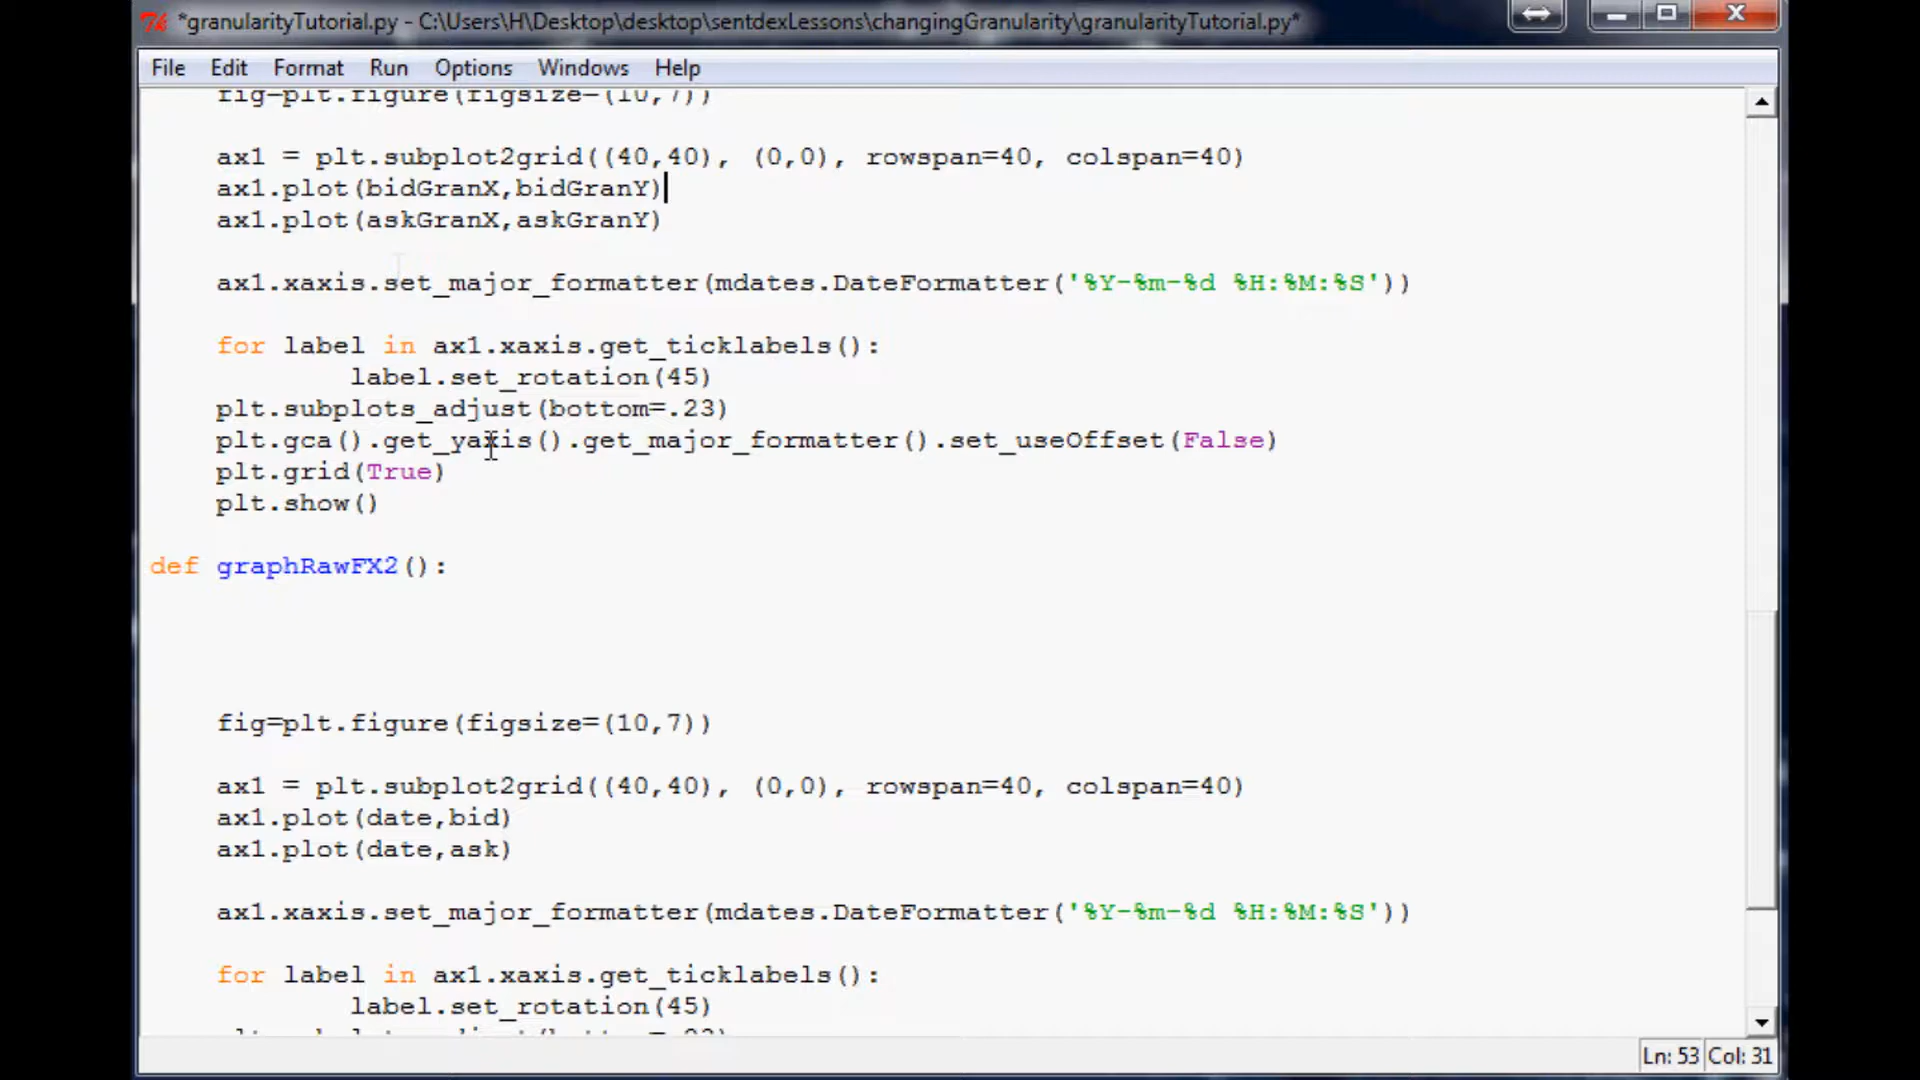 *granularityTutorial.py - C:\Users\H\Desktop\desktop\sentdexLessons\changingGranularity\granularityTutorial.py*
File Edit Format Run Options Windows Help
fig=plt.figure(figsize=(10,7))
ax1 = plt.subplot2grid((40,40), (0,0), rowspan=40, colspan=40)
ax1.plot(bidGranX,bidGranY)
ax1.plot(askGranX,askGranY)
ax1.xaxis.set_major_formatter(mdates.DateFormatter('%Y-%m-%d %H:%M:%S'))
for label in ax1.xaxis.get_ticklabels():
label.set_rotation(45)
plt.subplots_adjust(bottom=.23)
plt.gca().get_yaxis().get_major_formatter().set_useOffset(False)
plt.grid(True)
plt.show()
def graphRawFX2():
fig=plt.figure(figsize=(10,7))
ax1 = plt.subplot2grid((40,40), (0,0), rowspan=40, colspan=40)
ax1.plot(date,bid)
ax1.plot(date,ask)
ax1.xaxis.set_major_formatter(mdates.DateFormatter('%Y-%m-%d %H:%M:%S'))
for label in ax1.xaxis.get_ticklabels():
label.set_rotation(45)
Ln: 53 Col: 31